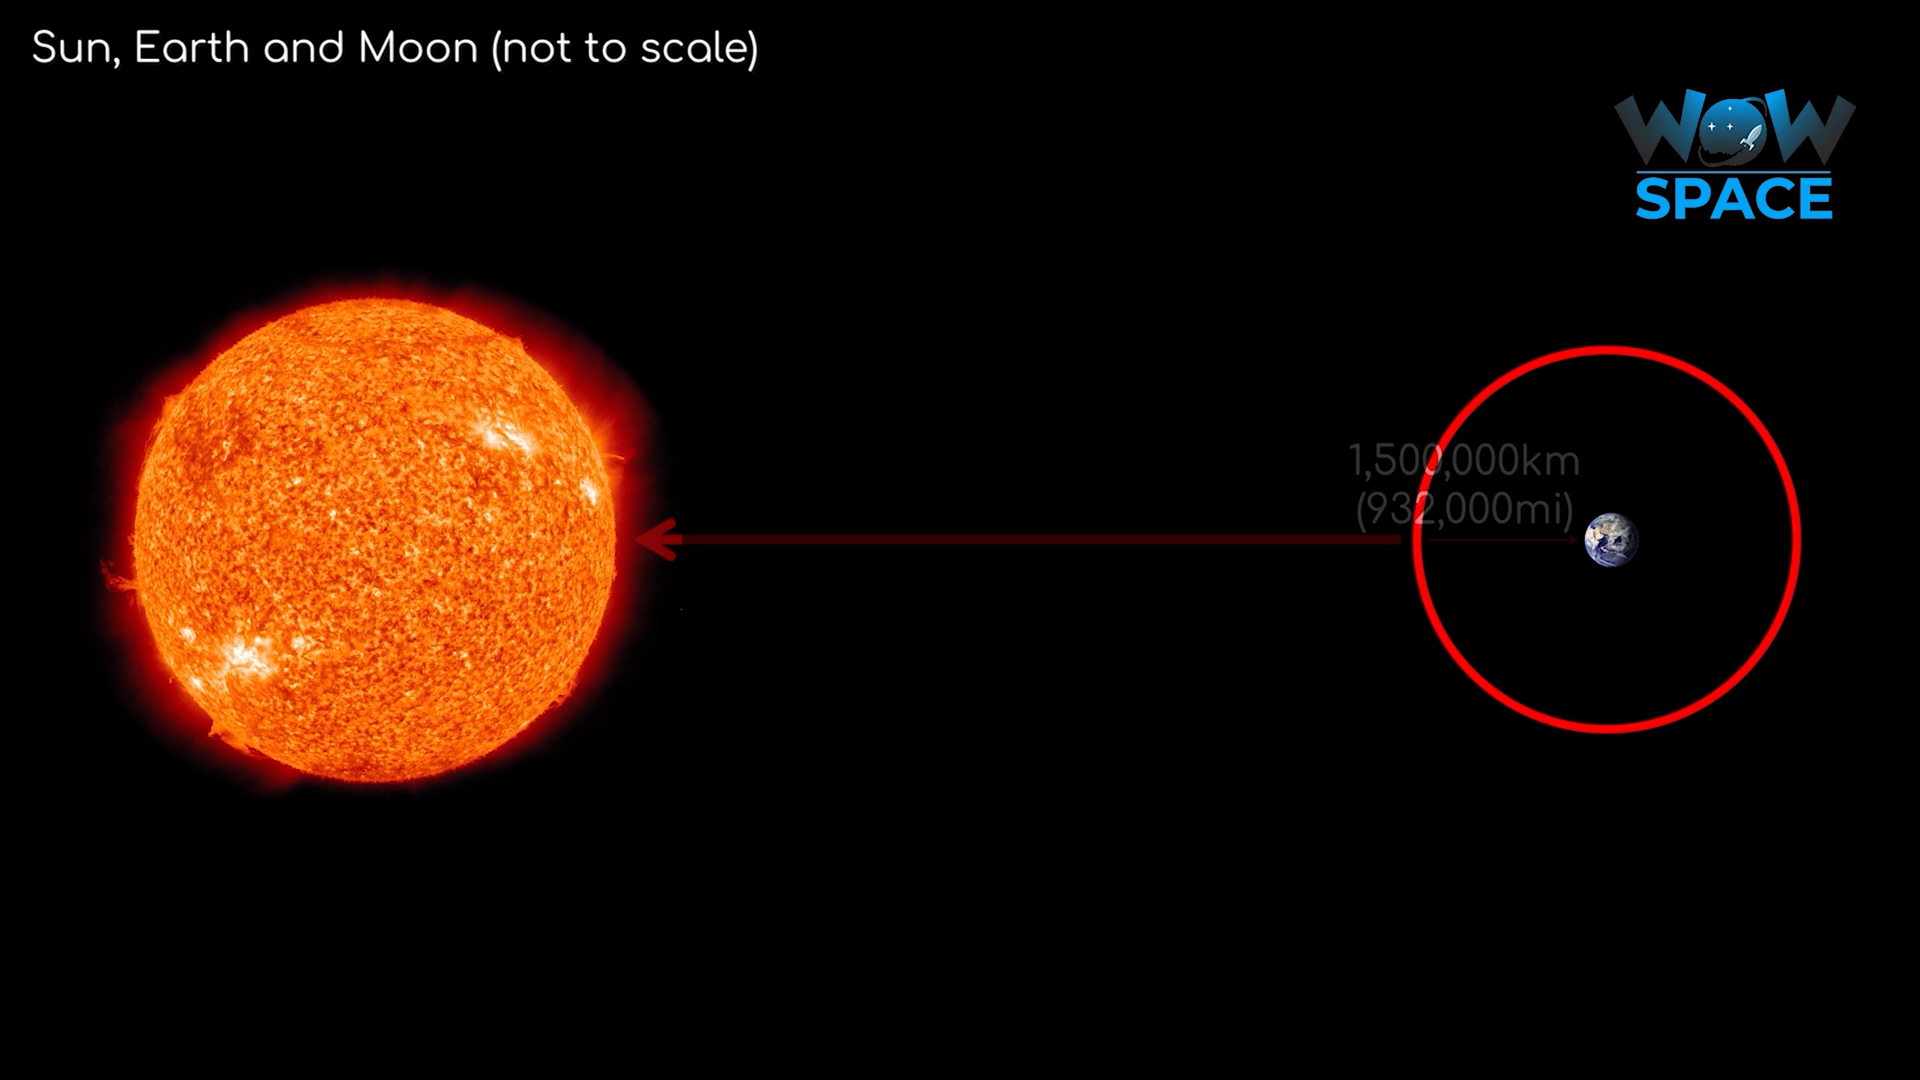 Sun, Earth and Moon (not to scale)
WOW
SPACE
1,500,000km
(932,000mi)